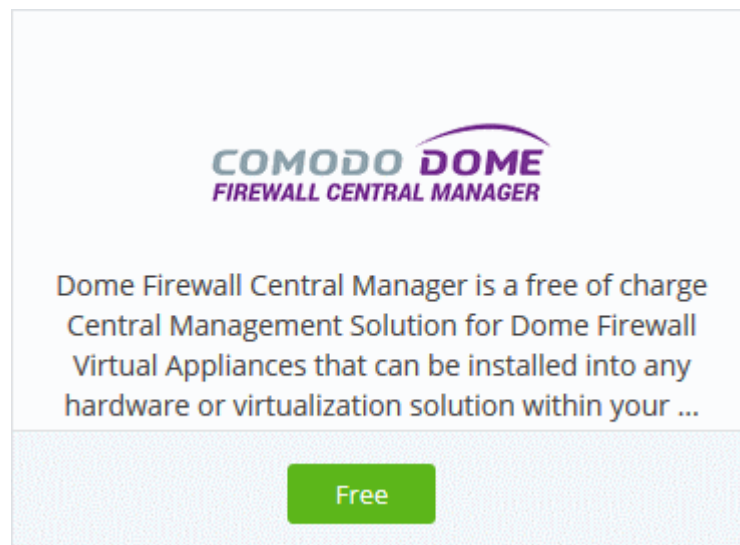 COMODO DOME
FIREWALL CENTRAL MANAGER
Dome Firewall Central Manager is a free of charge
Central Management Solution for Dome Firewall
Virtual Appliances that can be installed into any
hardware or virtualization solution within your ...
Free